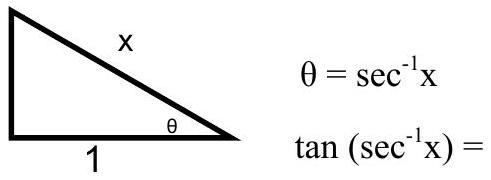 x
θ
1
θ = sec⁻¹x
tan (sec⁻¹x) =